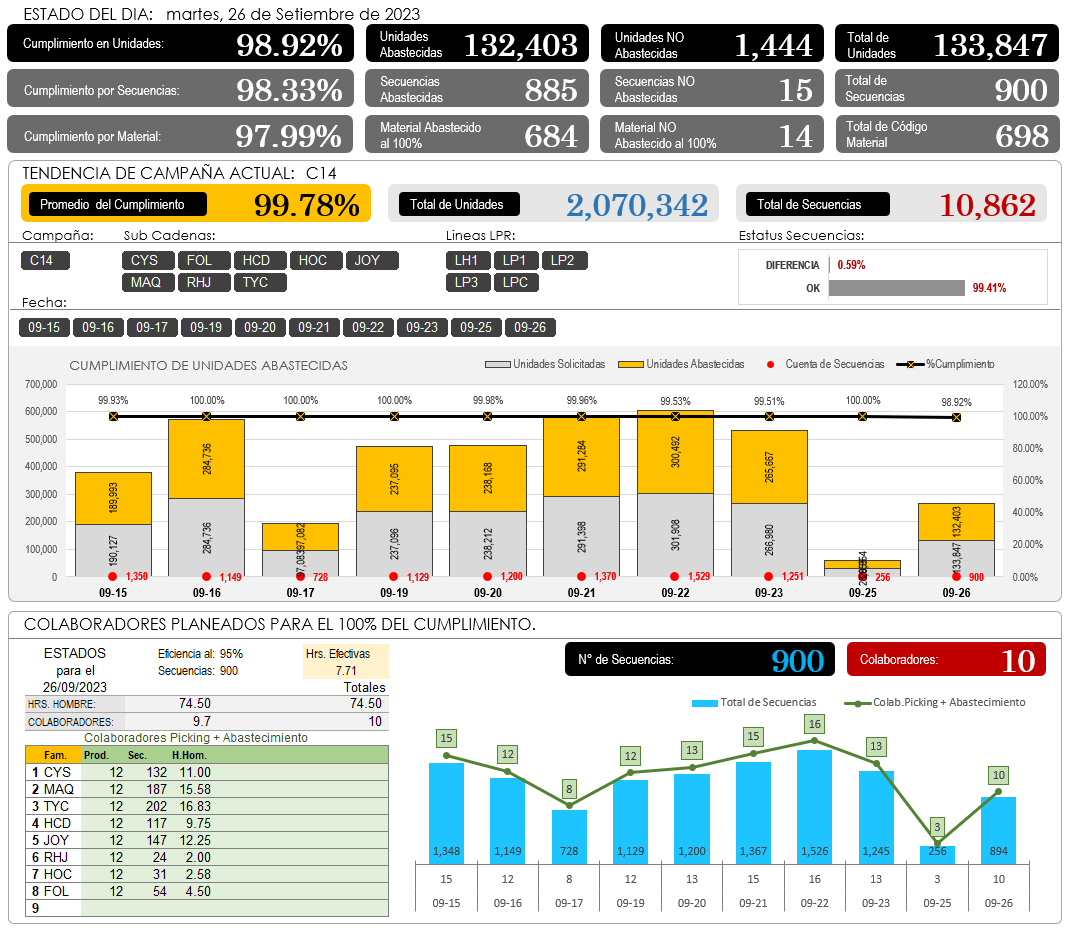 ESTADO DEL DIA: martes, 26 de Setiembre de 2023
Cumplimiento en Unidades: 98.92% Unidades Abastecidas 132,403 Unidades NO Abastecidas 1,444 Total de Unidades 133,847
Cumplimiento por Secuencias: 98.33% Secuencias Abastecidas 885 Secuencias NO Abastecidas 15 Total de Secuencias 900
Cumplimiento por Material: 97.99% Material Abastecido al 100% 684 Material NO Abastecido al 100% 14 Total de Código Material 698
TENDENCIA DE CAMPAÑA ACTUAL: C14
Promedio del Cumplimiento 99.78% Total de Unidades 2,070,342 Total de Secuencias 10,862
Campaña: Sub Cadenas: Lineas LPR: Estatus Secuencias:
C14 CYS FOL HCD HOC JOY LH1 LP1 LP2 DIFERENCIA 0.59%
MAQ RHJ TYC LP3 LPC OK 99.41%
Fecha:
09-15 09-16 09-17 09-19 09-20 09-21 09-22 09-23 09-25 09-26
CUMPLIMIENTO DE UNIDADES ABASTECIDAS Unidades Solicitadas Unidades Abastecidas Cuenta de Secuencias %Cumplimiento
700,000 120.00%
99.93% 100.00% 100.00% 100.00% 99.98% 99.96% 99.53% 99.51% 100.00% 98.92%
600,000 100.00%
500,000 80.00%
400,000
300,000 60.00%
200,000 40.00%
100,000 20.00%
0 0.00%
189,993 284,736 97,082 237,095 238,168 291,284 300,492 265,667 132,403
190,127 284,736 97,083 237,096 238,212 291,398 301,908 266,980 133,847
1,350 1,149 728 1,129 1,200 1,370 1,529 1,251 256 900
09-15 09-16 09-17 09-19 09-20 09-21 09-22 09-23 09-25 09-26
COLABORADORES PLANEADOS PARA EL 100% DEL CUMPLIMIENTO.
ESTADOS Eficiencia al: 95% Hrs. Efectivas
para el Secuencias: 900 7.71
26/09/2023 Totales
HRS. HOMBRE: 74.50 74.50
COLABORADORES: 9.7 10
Colaboradores Picking + Abastecimiento
Fam. Prod. Sec. H.Hom.
1 CYS 12 132 11.00
2 MAQ 12 187 15.58
3 TYC 12 202 16.83
4 HCD 12 117 9.75
5 JOY 12 147 12.25
6 RHJ 12 24 2.00
7 HOC 12 31 2.58
8 FOL 12 54 4.50
9
N° de Secuencias: 900 Colaboradores: 10
Total de Secuencias Colab.Picking + Abastecimiento
15 12 8 12 13 15 16 13 3 10
1,348 1,149 728 1,129 1,200 1,367 1,526 1,245 256 894
15 12 8 12 13 15 16 13 3 10
09-15 09-16 09-17 09-19 09-20 09-21 09-22 09-23 09-25 09-26